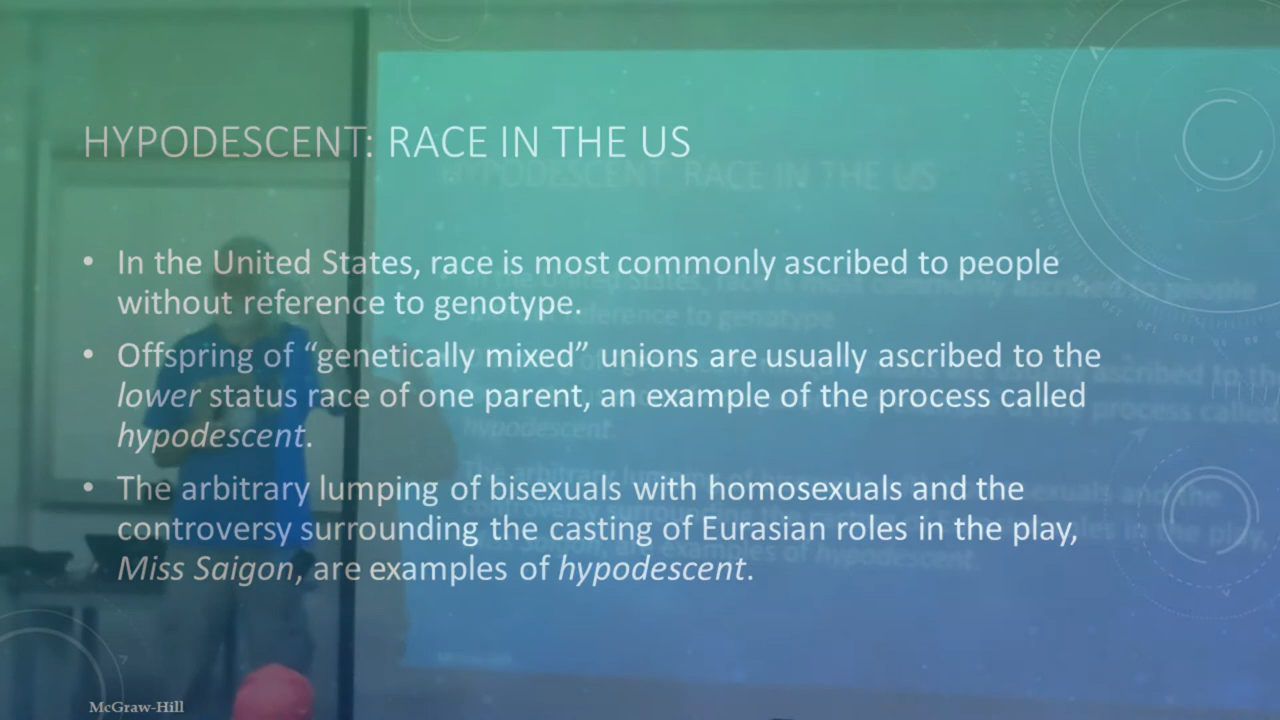 HYPODESCENT: RACE IN THE US
• In the United States, race is most commonly ascribed to people
without reference to genotype.
• Offspring of “genetically mixed” unions are usually ascribed to the
lower status race of one parent, an example of the process called
hypodescent.
• The arbitrary lumping of bisexuals with homosexuals and the
controversy surrounding the casting of Eurasian roles in the play,
Miss Saigon, are examples of hypodescent.
McGraw-Hill